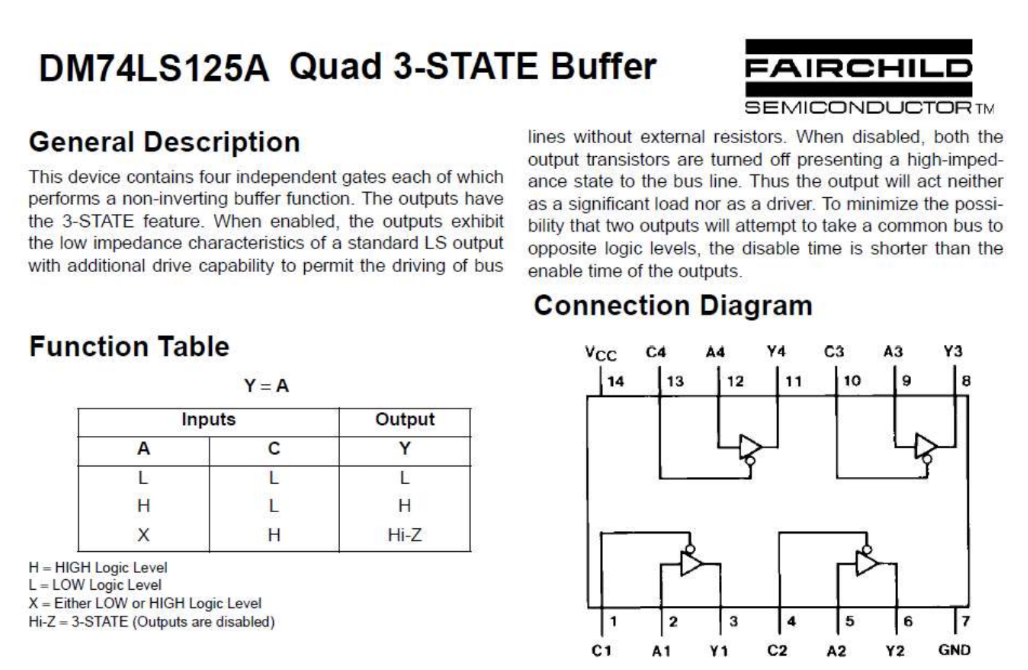 DM74LS125A Quad 3-STATE Buffer
FAIRCHILD
SEMICONDUCTOR TM
General Description
This device contains four independent gates each of which
performs a non-inverting buffer function. The outputs have
the 3-STATE feature. When enabled, the outputs exhibit
the low impedance characteristics of a standard LS output
with additional drive capability to permit the driving of bus
lines without external resistors. When disabled, both the
output transistors are turned off presenting a high-imped-
ance state to the bus line. Thus the output will act neither
as a significant load nor as a driver. To minimize the possi-
bility that two outputs will attempt to take a common bus to
opposite logic levels, the disable time is shorter than the
enable time of the outputs.
Function Table
Y = A
Inputs Output
A C Y
L L L
H L H
X H Hi-Z
H = HIGH Logic Level
L = LOW Logic Level
X = Either LOW or HIGH Logic Level
Hi-Z = 3-STATE (Outputs are disabled)
Connection Diagram
VCC C4 A4 Y4 C3 A3 Y3
14 13 12 11 10 9 8
1 2 3 4 5 6 7
C1 A1 Y1 C2 A2 Y2 GND